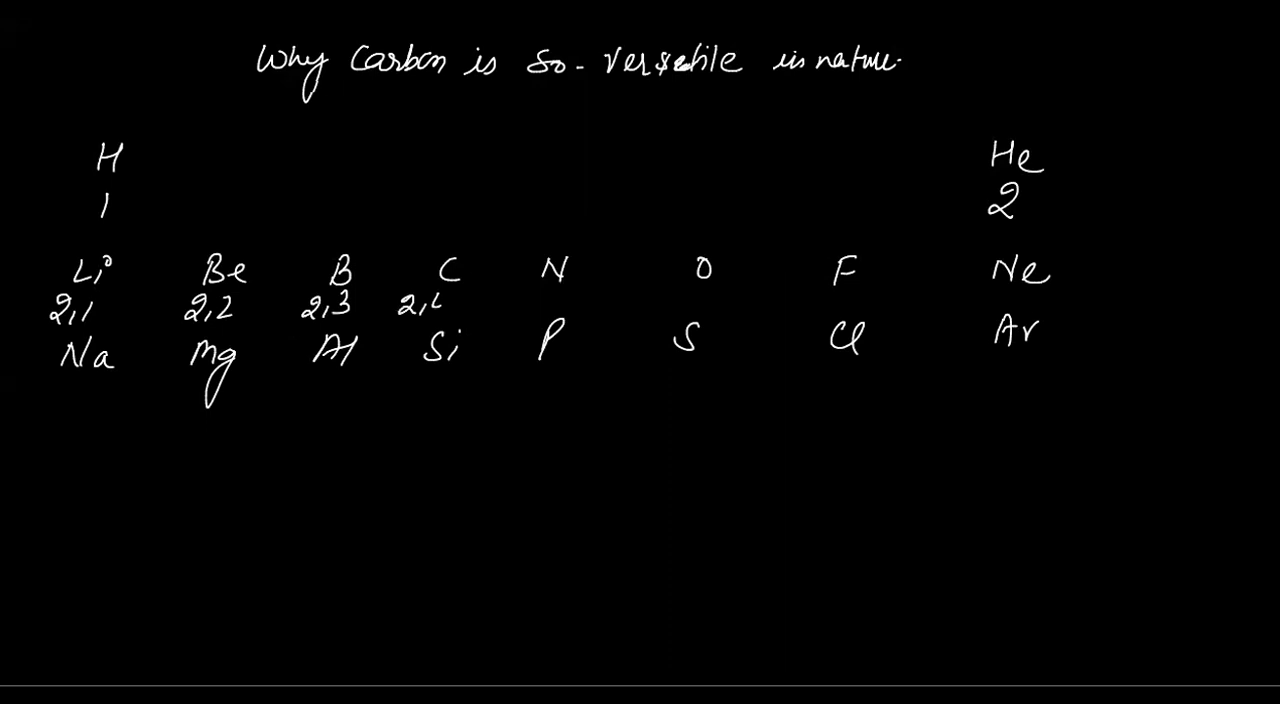 Why Carbon is so- versatile in nature.
H He
1 2
Li Be B C N O F Ne
2,1 2,2 2,3 2,
Na Mg Al Si P S Cl Ar